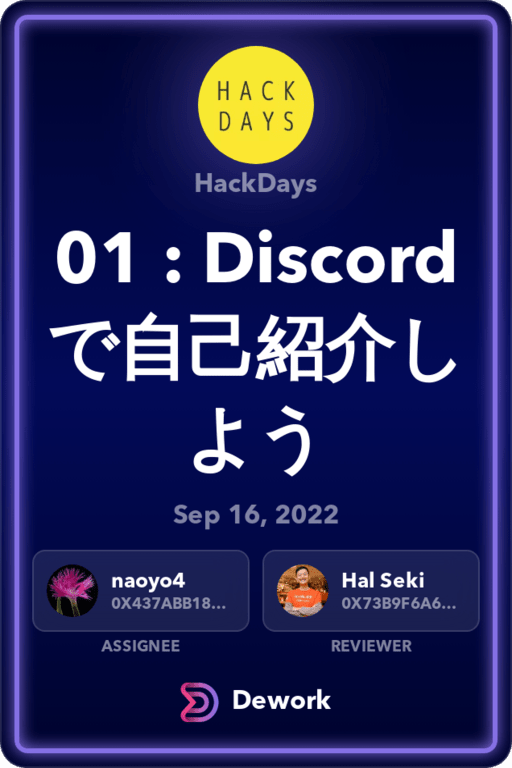 HACK
DAYS
HackDays
01 : Discord
で自己紹介し
よう
Sep 16, 2022
naoyo4
0X437ABB18...
Hal Seki
0X73B9F6A6...
ASSIGNEE
REVIEWER
Dework